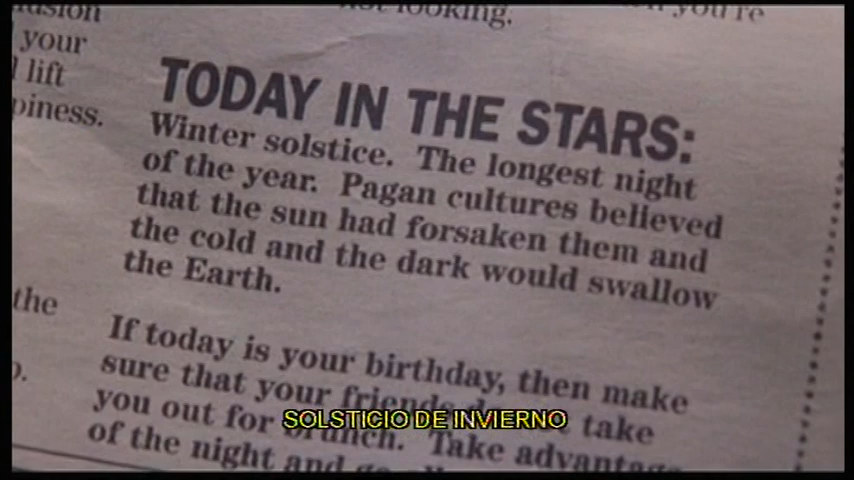 looking.
you're
your
lift
piness.
TODAY IN THE STARS:
Winter solstice. The longest night
of the year. Pagan cultures believed
that the sun had forsaken them and
the cold and the dark would swallow
the Earth.
the
If today is your birthday, then make
sure that your friends take
you out for brunch. Take advantage
of the night and
SOLSTICIO DE INVIERNO